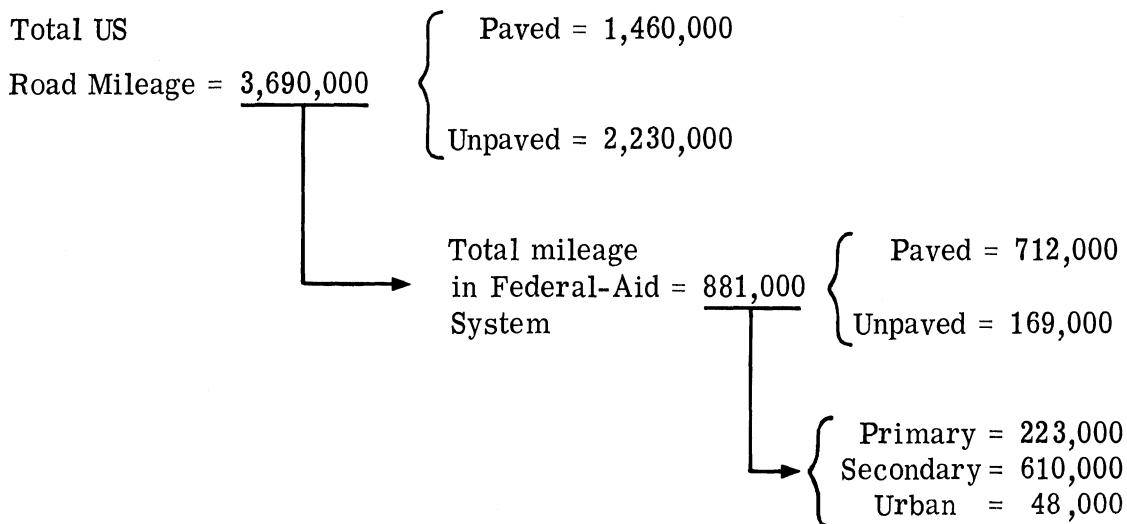 Total US
Road Mileage = 3,690,000
Paved = 1,460,000
Unpaved = 2,230,000
Total mileage
in Federal-Aid = 881,000
System
Paved = 712,000
Unpaved = 169,000
Primary = 223,000
Secondary = 610,000
Urban = 48,000